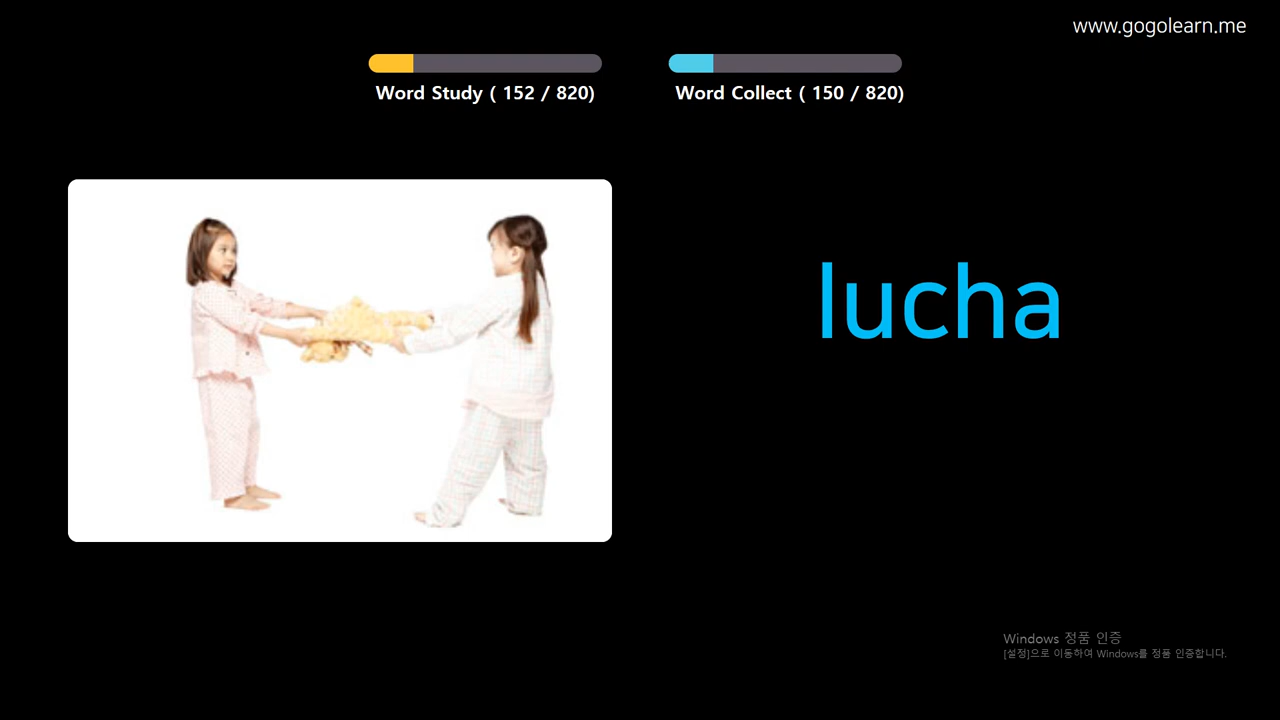 www.gogolearn.me
Word Study ( 152 / 820)
Word Collect ( 150 / 820)
lucha
Windows 정품 인증
[설정]으로 이동하여 Windows를 정품 인증합니다.